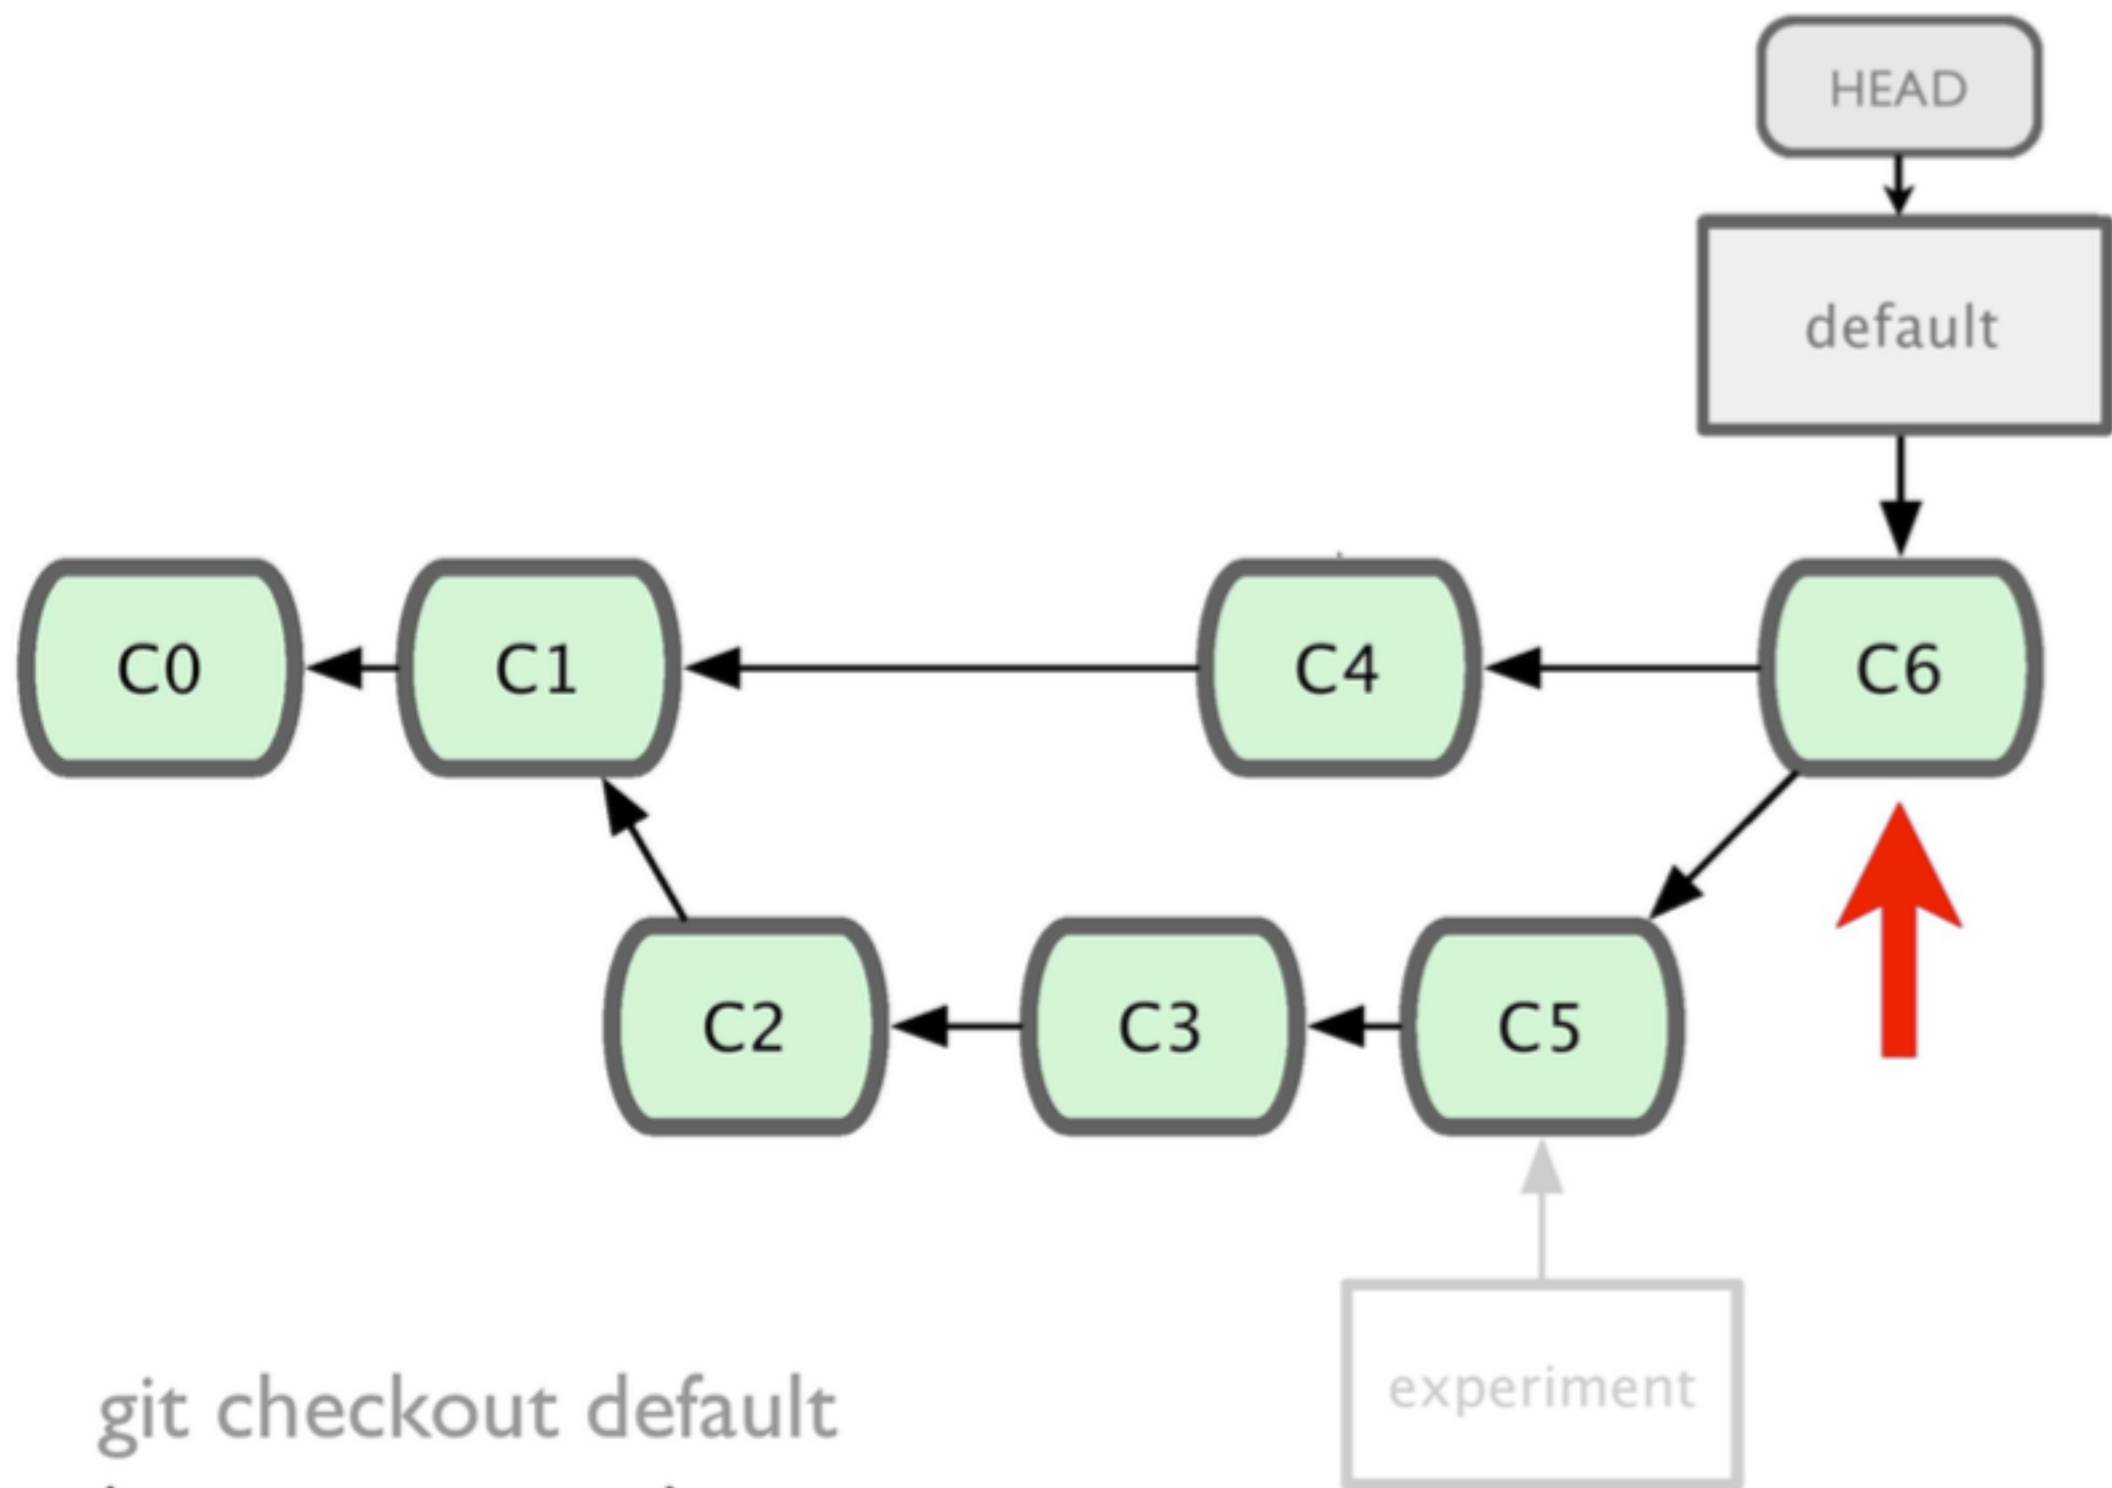 HEAD
default
C0
C1
C4
C6
C2
C3
C5
experiment
git checkout default